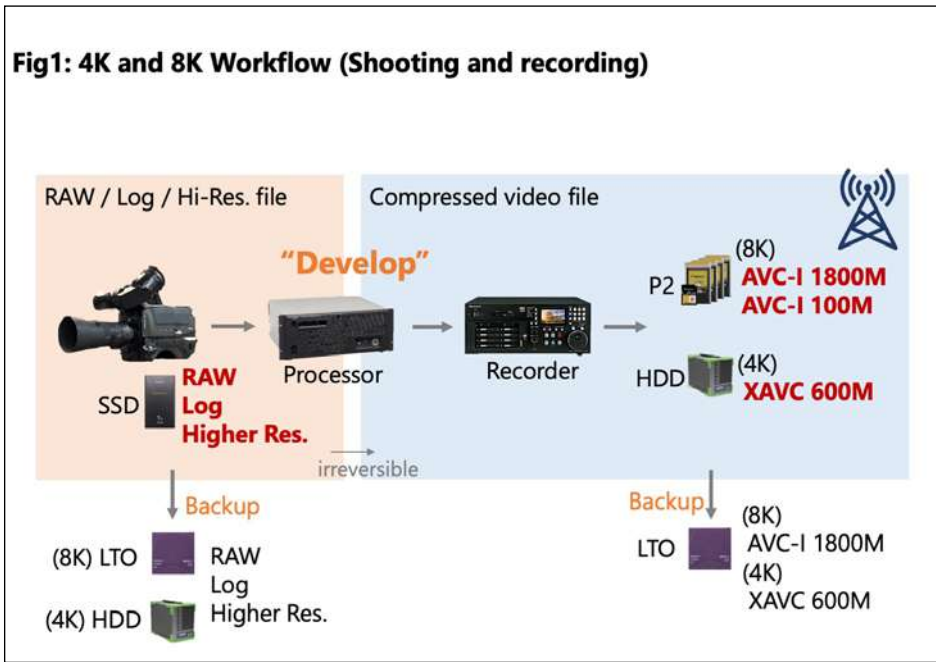 Fig1: 4K and 8K Workflow (Shooting and recording)
RAW / Log / Hi-Res. file
Compressed video file
“Develop”
(8K)
P2
AVC-I 1800M
AVC-I 100M
Processor
Recorder
HDD
(4K)
XAVC 600M
SSD
RAW
Log
Higher Res.
irreversible
Backup
(8K) LTO
RAW
Log
Higher Res.
(4K) HDD
Backup
LTO
(8K)
AVC-I 1800M
(4K)
XAVC 600M